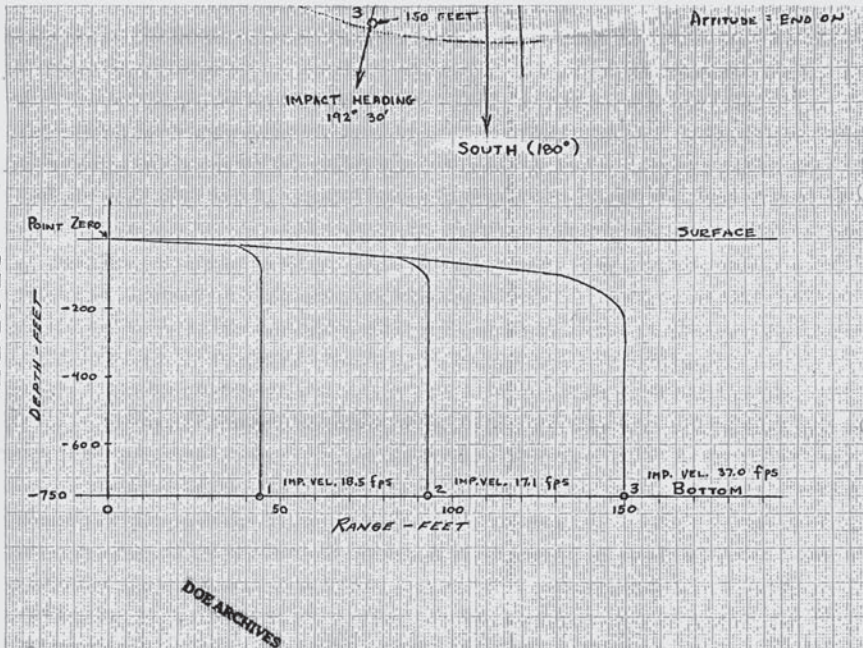 3
150 FEET
ATTITUDE = END ON
IMPACT HEADING
192° 30'
SOUTH (180°)
POINT ZERO
SURFACE
DEPTH - FEET
-200
-400
-600
-750
IMP. VEL. 18.5 fps
IMP. VEL. 17.1 fps
IMP. VEL. 37.0 fps
1
2
3
BOTTOM
0
50
100
150
RANGE - FEET
DOE ARCHIVES